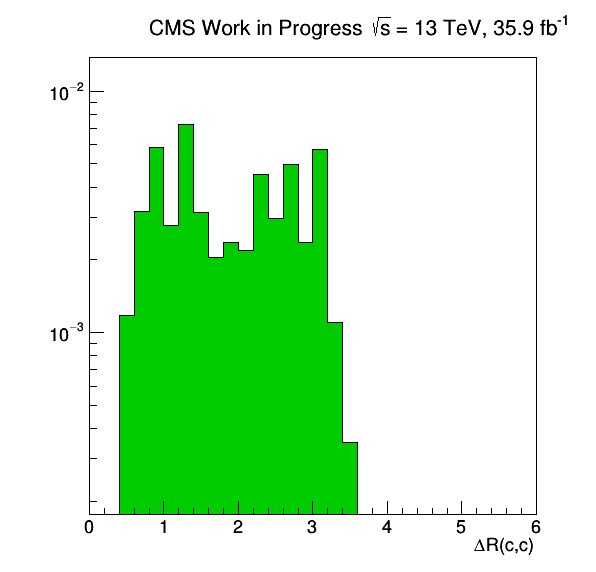 CMS Work in Progress √s = 13 TeV, 35.9 fb⁻¹
10⁻²
10⁻³
0 1 2 3 4 5 6
ΔR(c,c)